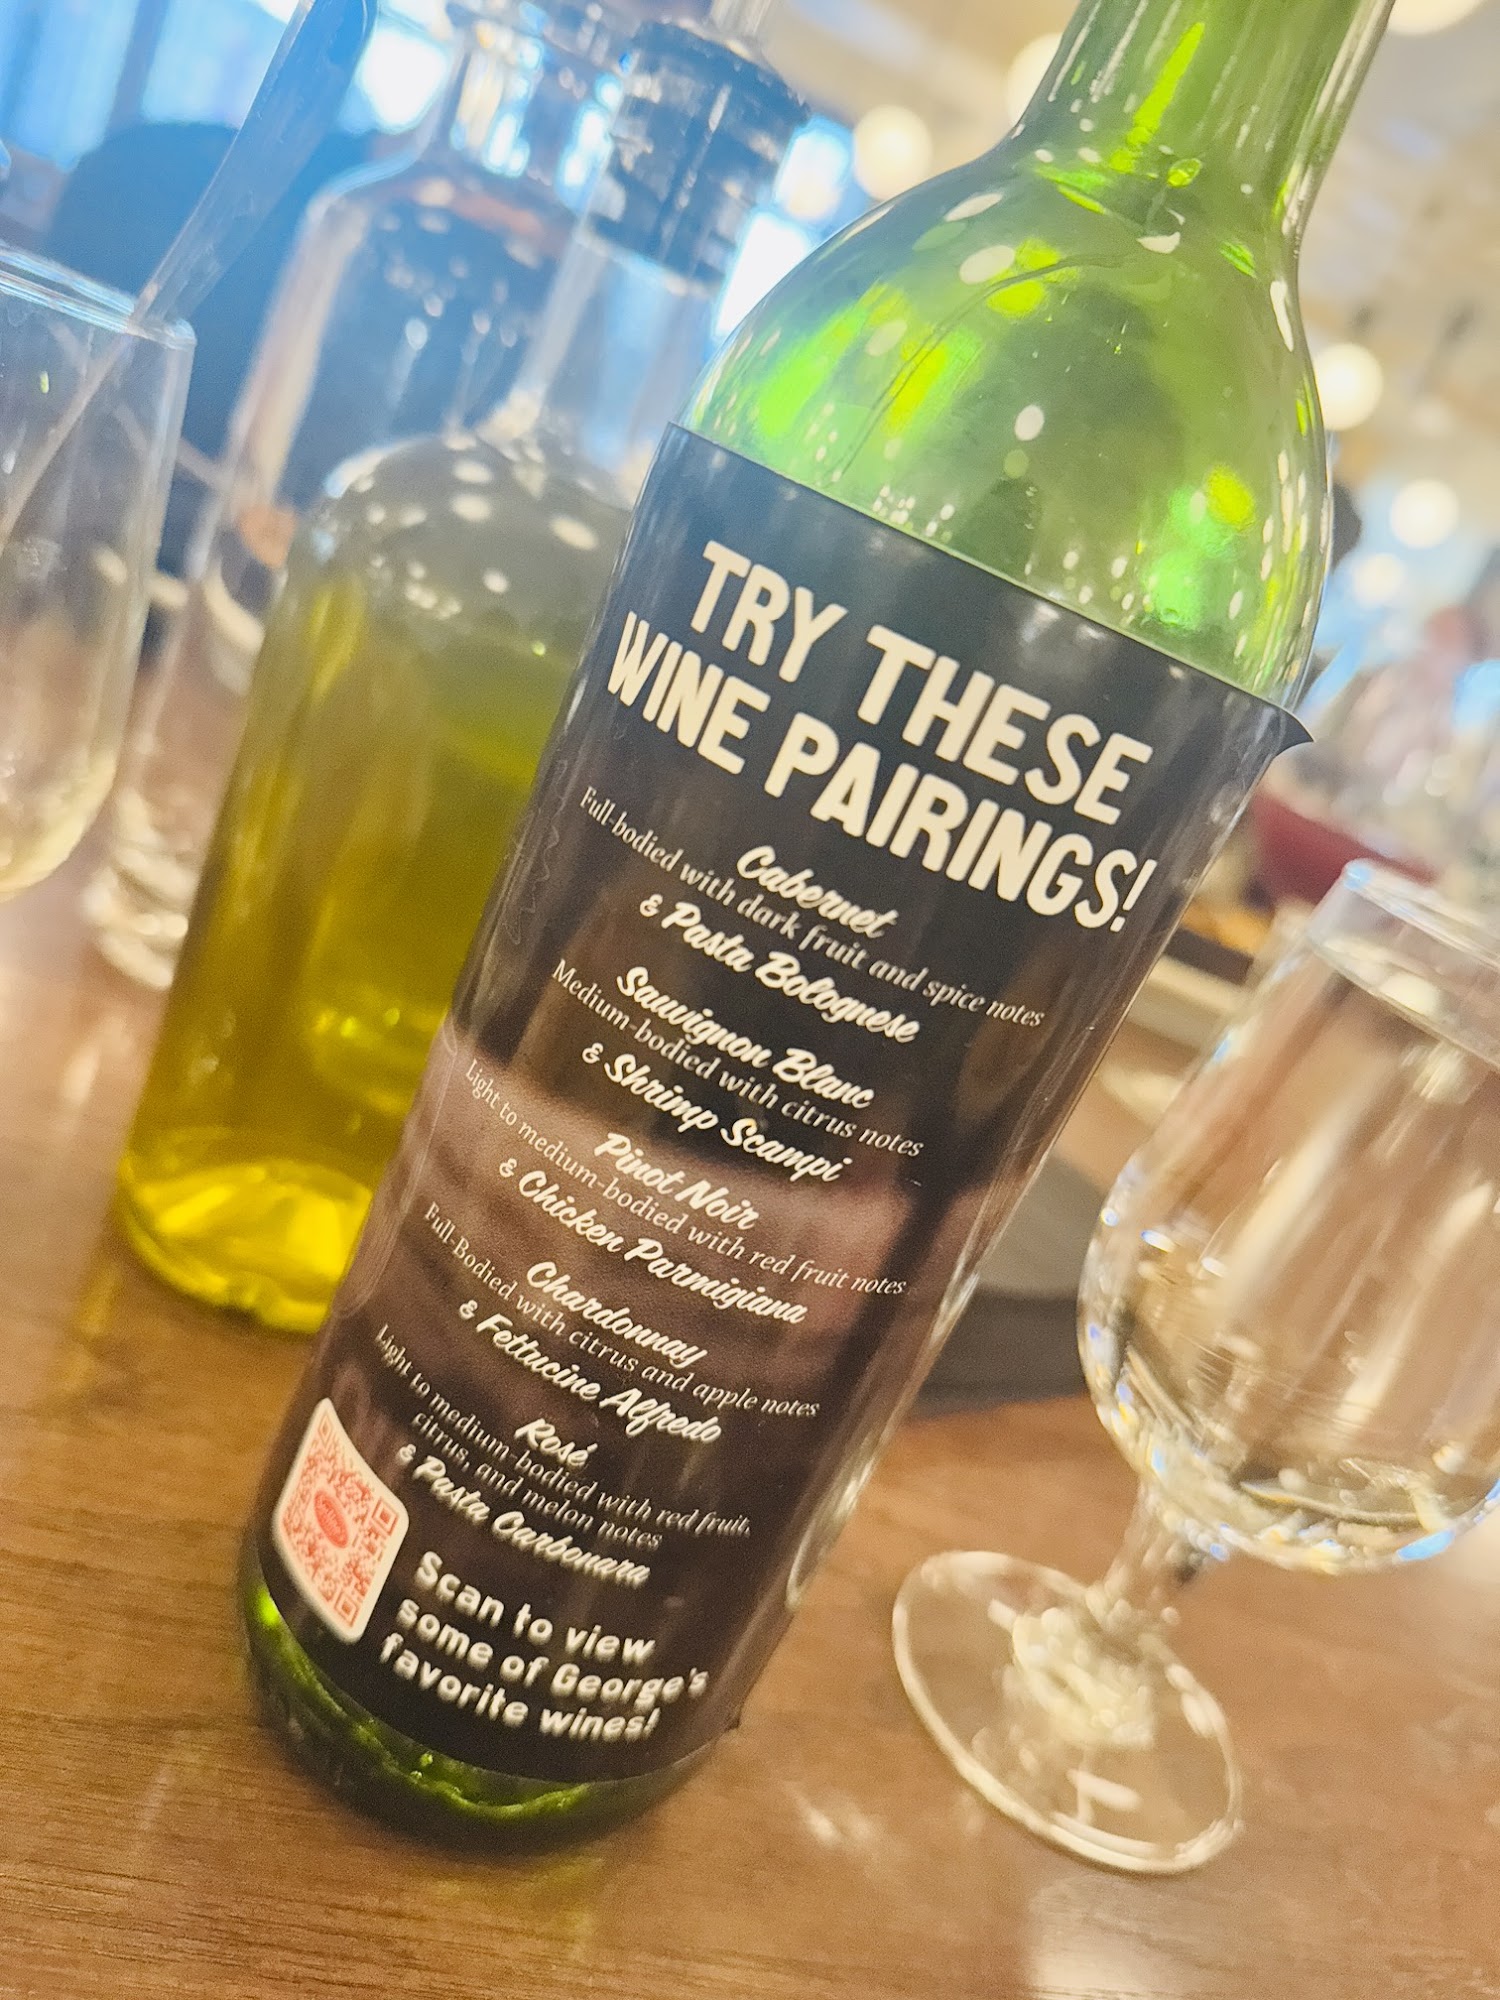 TRY THESE
WINE PAIRINGS!
Cabernet
Full-bodied with dark fruit and spice notes
& Pasta Bolognese
Sauvignon Blanc
Medium-bodied with citrus notes
& Shrimp Scampi
Pinot Noir
Light to medium-bodied with red fruit notes
& Chicken Parmigiana
Chardonnay
Full-Bodied with citrus and apple notes
& Fettucine Alfredo
Rosé
Light to medium-bodied with red fruit,
citrus, and melon notes
& Pasta Carbonara
Scan to view
some of George's
favorite wines!